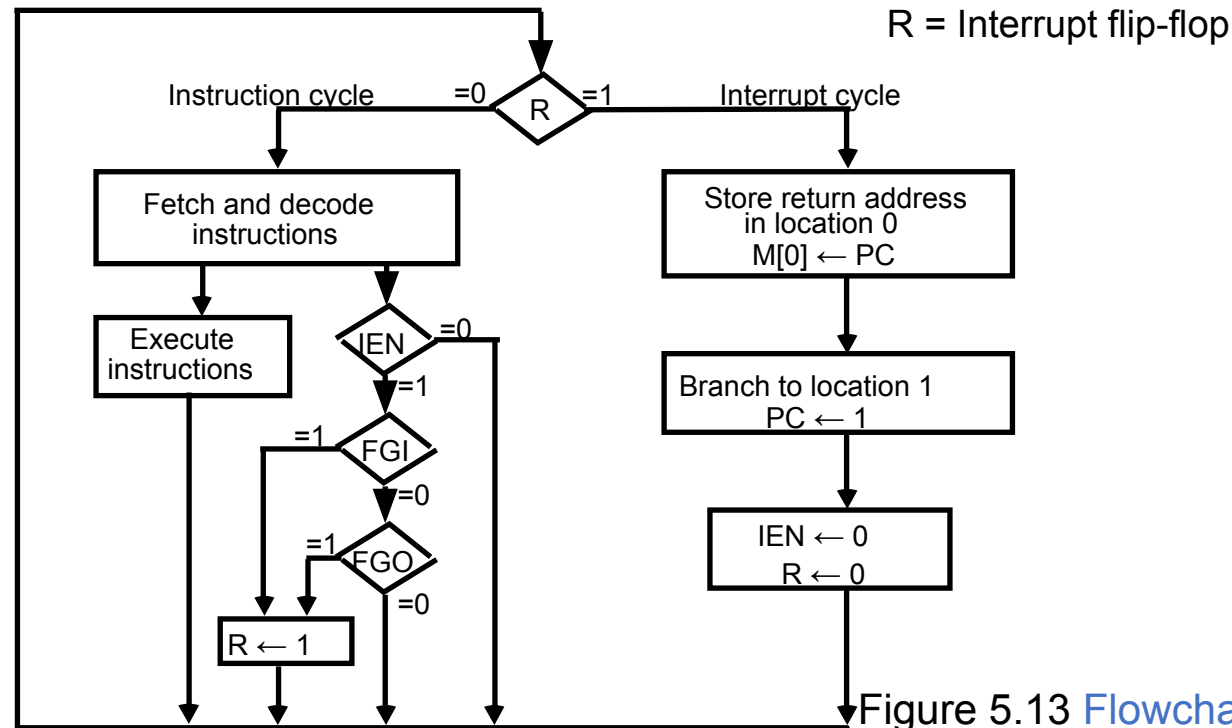 R = Interrupt flip-flop
Instruction cycle
=0
R
=1
Interrupt cycle
Fetch and decode
instructions
Store return address
in location 0
M[0] ← PC
Execute
instructions
IEN
=0
=1
Branch to location 1
PC ← 1
=1
FGI
=0
=1
FGO
=0
IEN ← 0
R ← 0
R ← 1
Figure 5.13 Flowcha